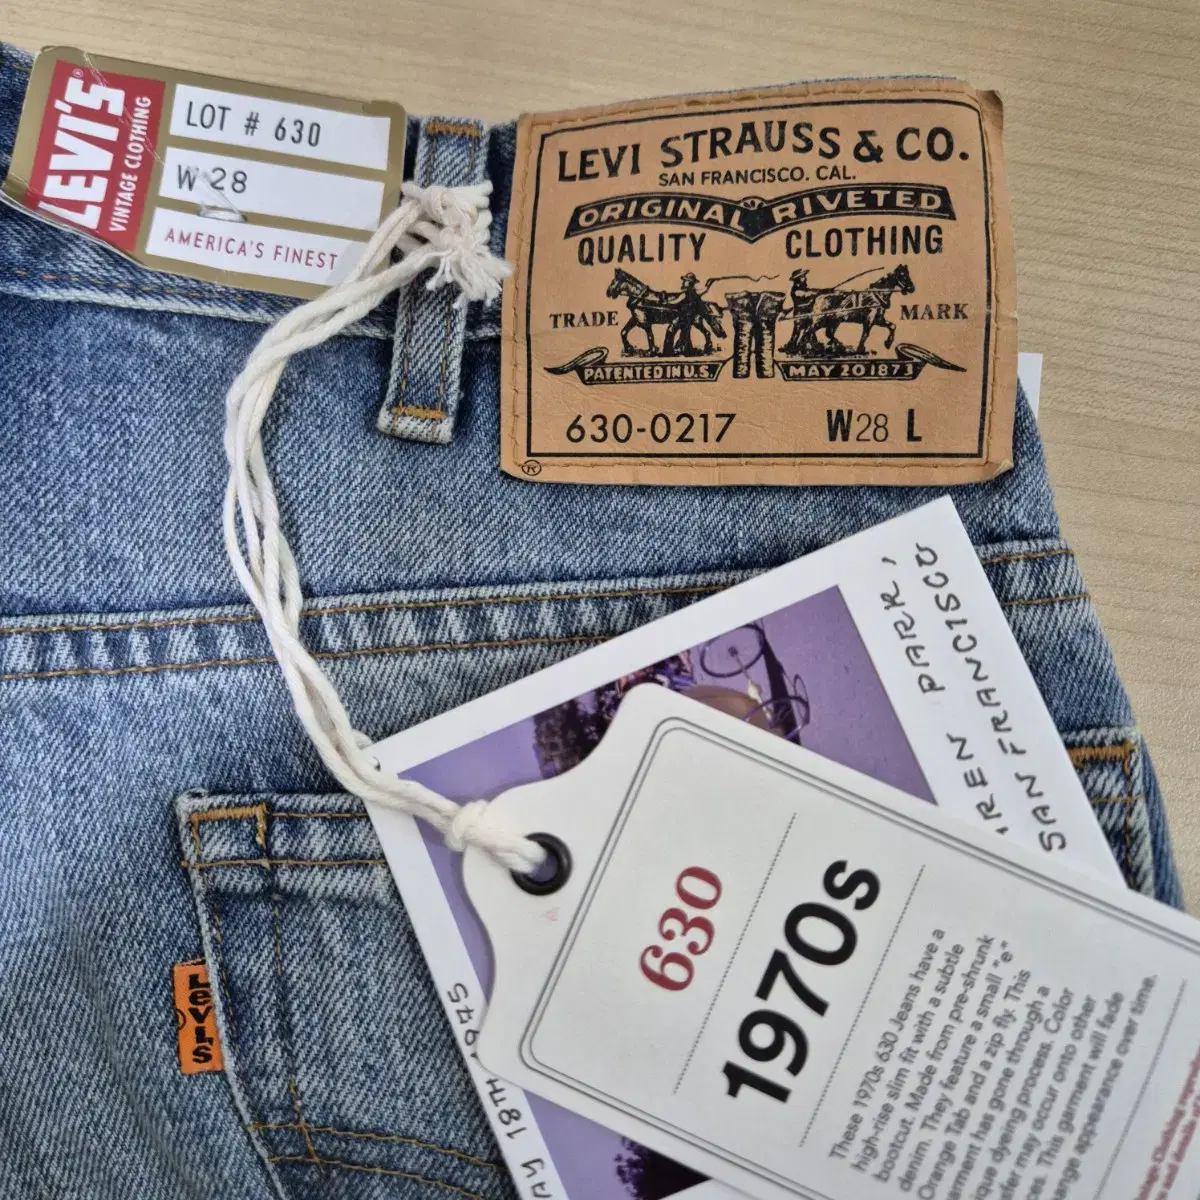 LEVI'S®
VINTAGE CLOTHING
LOT # 630
W 28
AMERICA'S FINEST
LEVI STRAUSS & CO.
SAN FRANCISCO. CAL.
ORIGINAL RIVETED
QUALITY CLOTHING
TRADE MARK
PATENTED IN U.S. MAY 20 1873
630-0217 W28 L
®
PARK,
SAN FRANCISCO
630
1970s
These 1970s 630 Jeans have a
high-rise slim fit with a subtle
bootcut. Made from pre-shrunk
denim. They feature a small "e"
Orange Tab and a zip fly. This
has gone through a
dyeing process. Color
may occur onto other
This garment will fade
appearance over time.
LeVI'S
18TH 1945